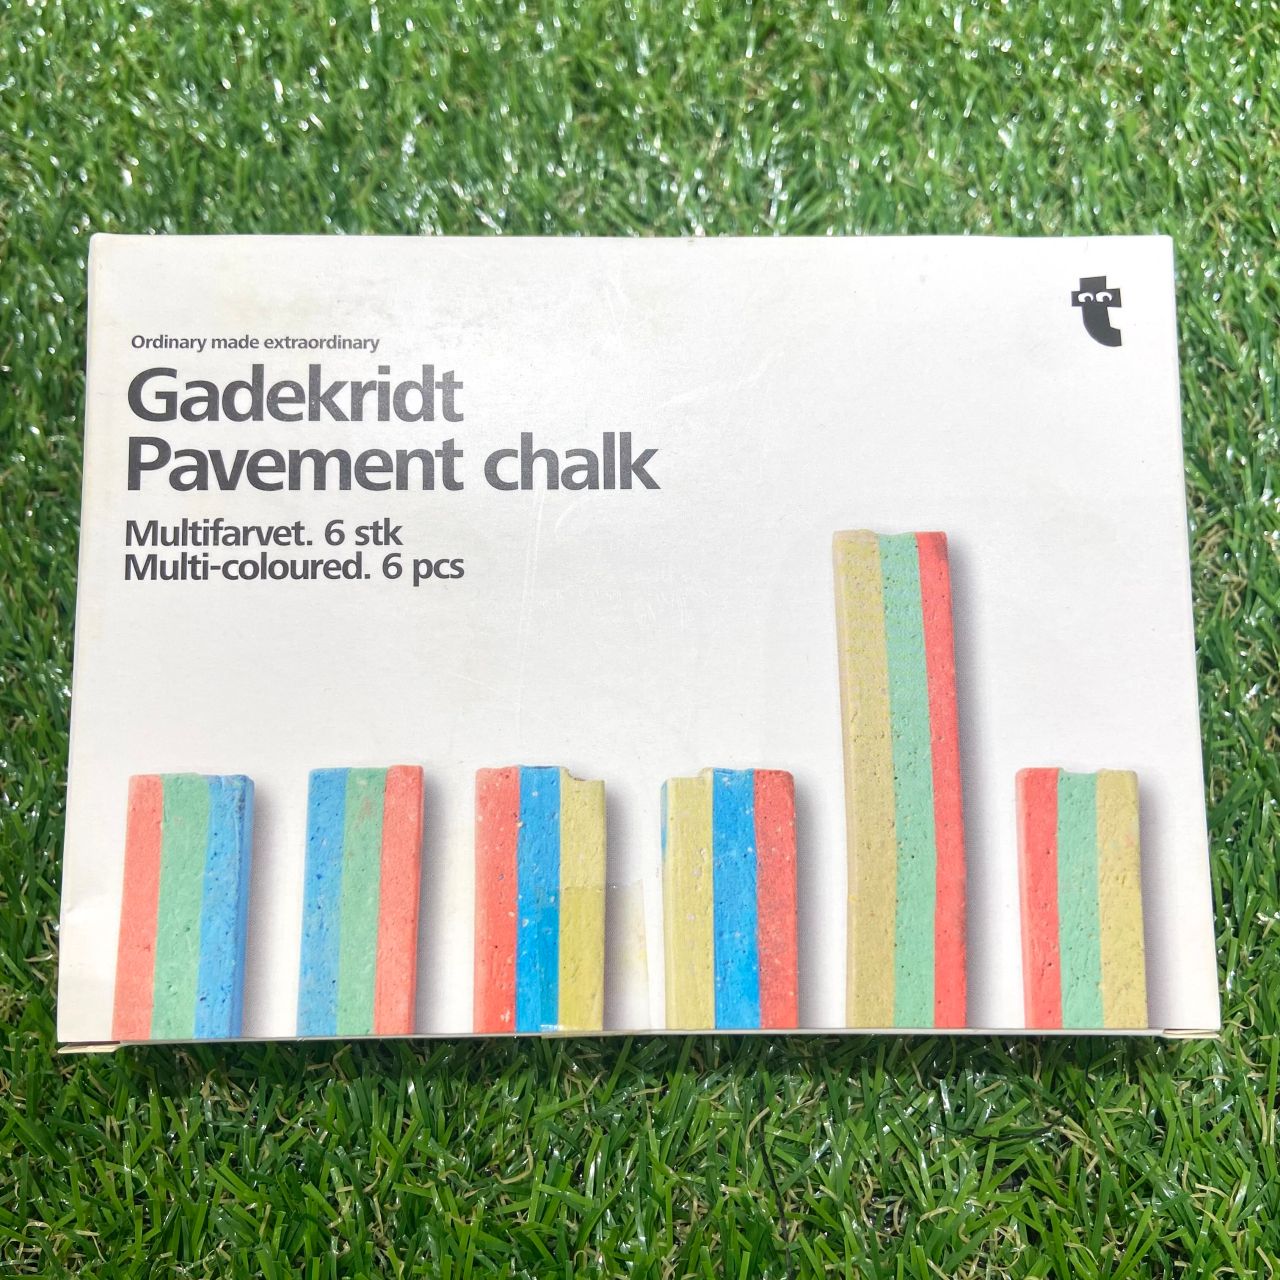 Ordinary made extraordinary
Gadekridt
Pavement chalk
Multifarvet. 6 stk
Multi-coloured. 6 pcs
t